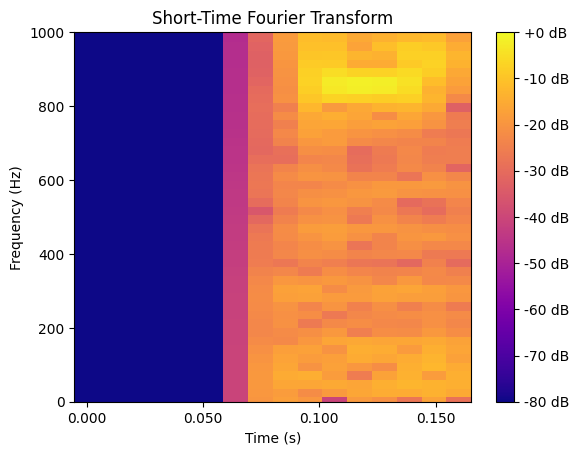 Short-Time Fourier Transform
1000
800
600
400
200
0
Frequency (Hz)
0.000
0.050
0.100
0.150
Time (s)
+0 dB
-10 dB
-20 dB
-30 dB
-40 dB
-50 dB
-60 dB
-70 dB
-80 dB